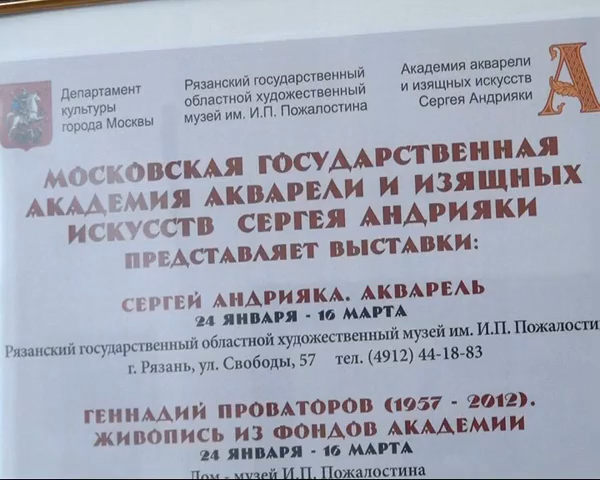 Департамент
культуры
города Москвы
Рязанский государственный
областной художественный
музей им. И.П. Пожалостина
Академия акварели
и изящных искусств
Сергея Андрияки
А
МОСКОВСКАЯ ГОСУДАРСТВЕННАЯ
АКАДЕМИЯ АКВАРЕЛИ И ИЗЯЩНЫХ
ИСКУССТВ СЕРГЕЯ АНДРИЯКИ
ПРЕДСТАВЛЯЕТ ВЫСТАВКИ:
СЕРГЕЙ АНДРИЯКА. АКВАРЕЛЬ
24 ЯНВАРЯ - 16 МАРТА
Рязанский государственный областной художественный музей им. И.П. Пожалостин
г. Рязань, ул. Свободы, 57 тел. (4912) 44-18-83
ГЕННАДИЙ ПРОВАТОРОВ (1957 - 2012).
ЖИВОПИСЬ ИЗ ФОНДОВ АКАДЕМИИ
24 ЯНВАРЯ - 16 МАРТА
Дом - музей И.П. Пожалостина